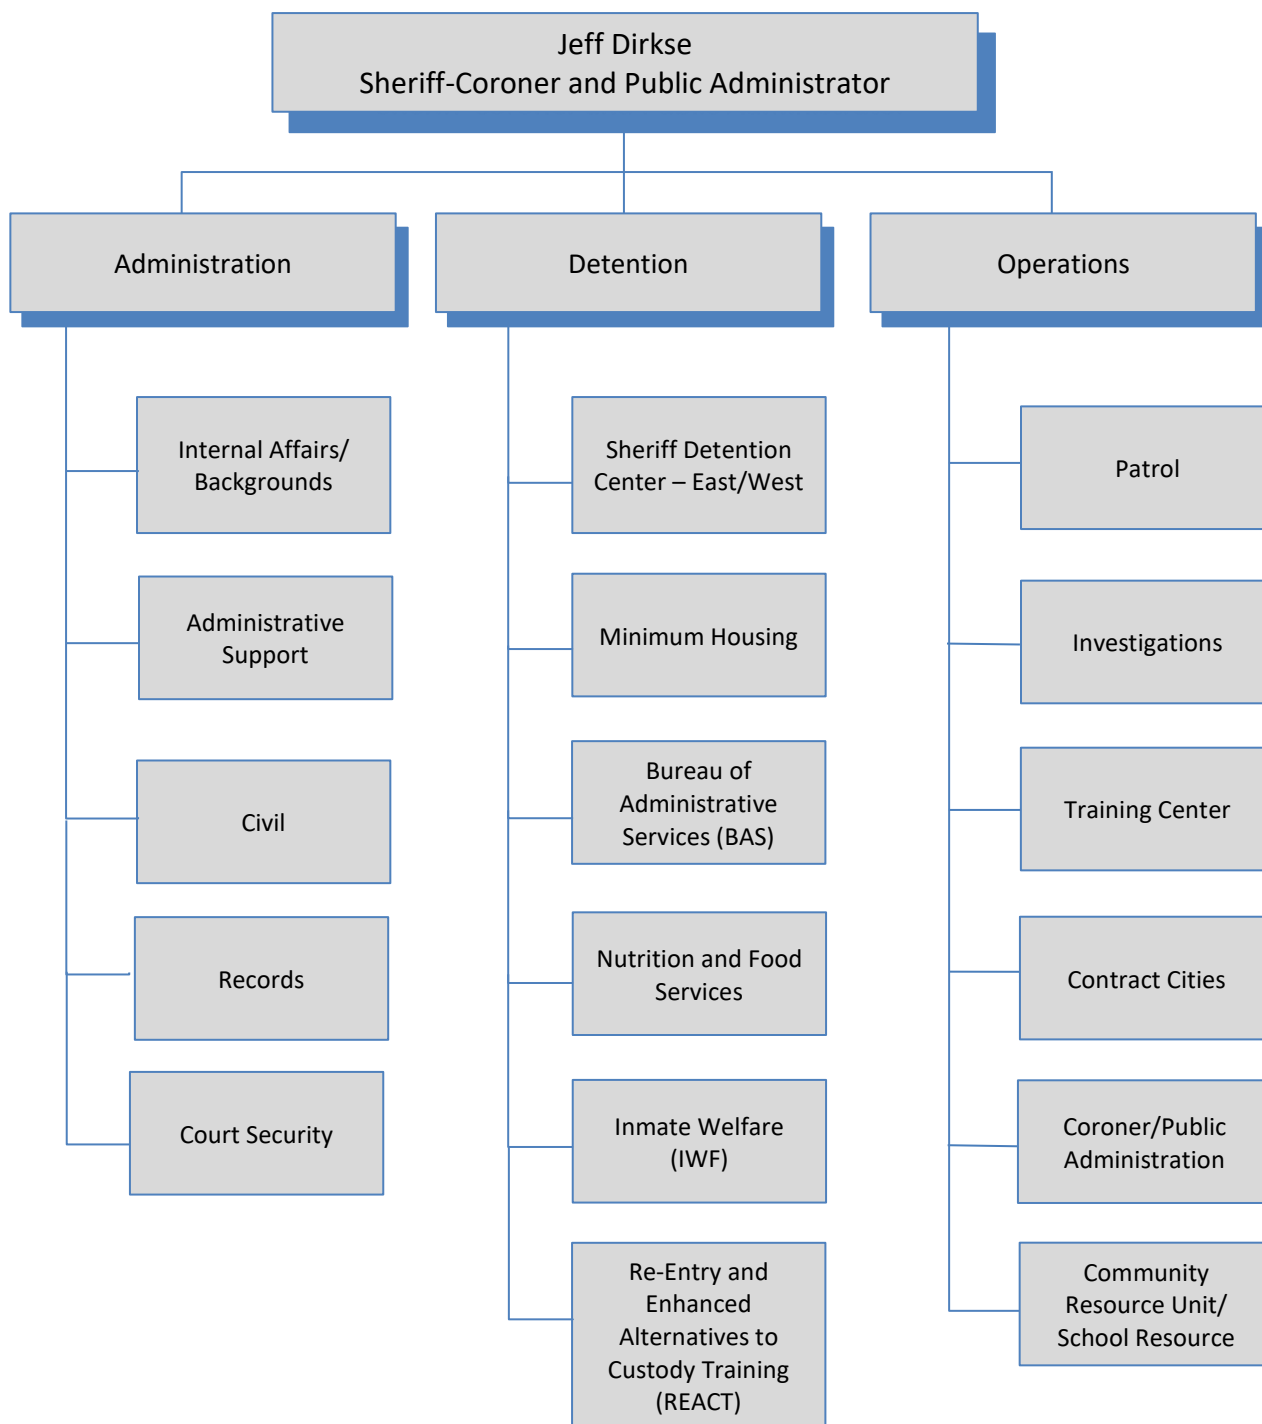 Jeff Dirkse
Sheriff-Coroner and Public Administrator
Administration
Detention
Operations
Internal Affairs/
Backgrounds
Administrative
Support
Civil
Records
Court Security
Sheriff Detention
Center – East/West
Minimum Housing
Bureau of
Administrative
Services (BAS)
Nutrition and Food
Services
Inmate Welfare
(IWF)
Re-Entry and
Enhanced
Alternatives to
Custody Training
(REACT)
Patrol
Investigations
Training Center
Contract Cities
Coroner/Public
Administration
Community
Resource Unit/
School Resource